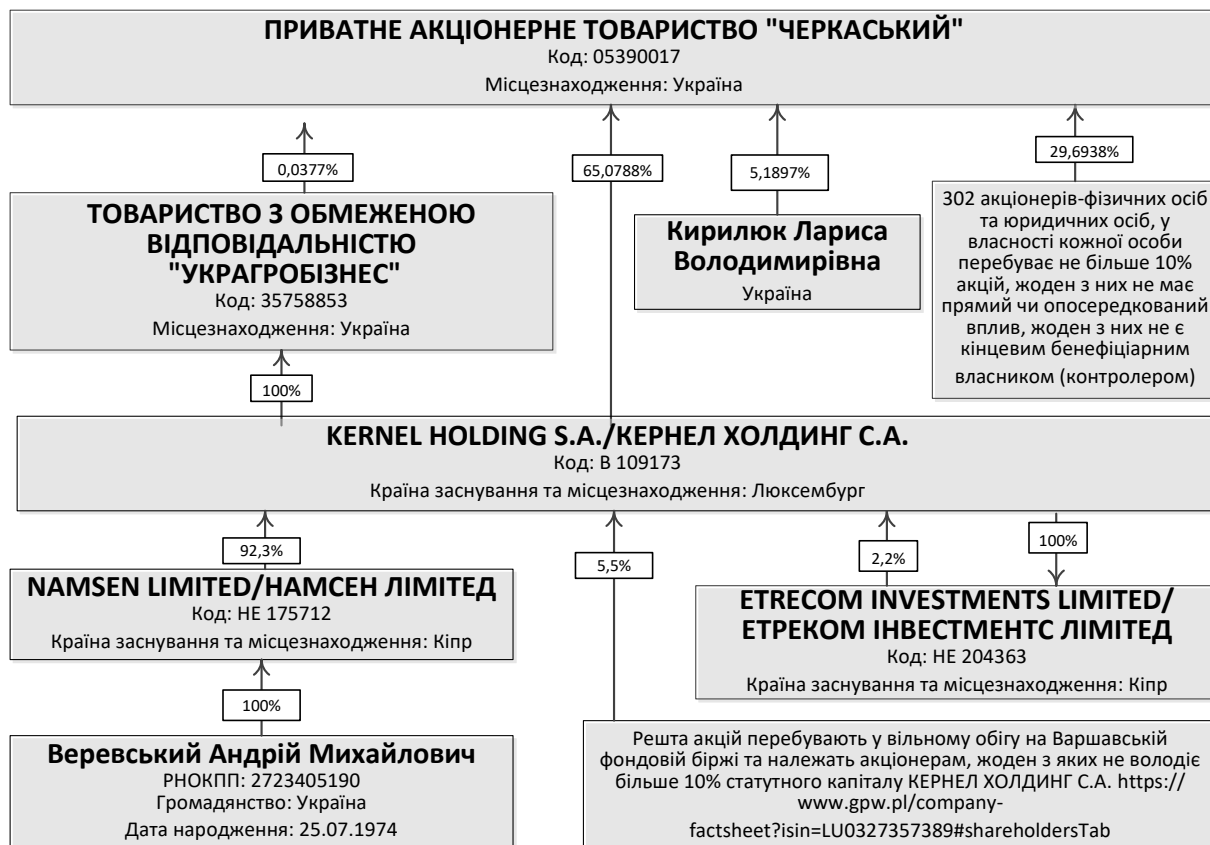 ПРИВАТНЕ АКЦІОНЕРНЕ ТОВАРИСТВО "ЧЕРКАСЬКИЙ"
Код: 05390017
Місцезнаходження: Україна
0,0377%
65,0788%
5,1897%
29,6938%
ТОВАРИСТВО З ОБМЕЖЕНОЮ
ВІДПОВІДАЛЬНІСТЮ
"УКРАГРОБІЗНЕС"
Код: 35758853
Місцезнаходження: Україна
Кирилюк Лариса
Володимирівна
Україна
302 акціонерів-фізичних осіб
та юридичних осіб, у
власності кожної особи
перебуває не більше 10%
акцій, жоден з них не має
прямий чи опосередкований
вплив, жоден з них не є
кінцевим бенефіціарним
власником (контролером)
100%
KERNEL HOLDING S.A./КЕРНЕЛ ХОЛДИНГ С.А.
Код: В 109173
Країна заснування та місцезнаходження: Люксембург
92,3%
5,5%
2,2%
100%
NAMSEN LIMITED/НАМСЕН ЛІМІТЕД
Код: НЕ 175712
Країна заснування та місцезнаходження: Кіпр
ETRECOM INVESTMENTS LIMITED/
ЕТРЕКОМ ІНВЕСТМЕНТС ЛІМІТЕД
Код: НЕ 204363
Країна заснування та місцезнаходження: Кіпр
100%
Веревський Андрій Михайлович
РНОКПП: 2723405190
Громадянство: Україна
Дата народження: 25.07.1974
Решта акцій перебувають у вільному обігу на Варшавській
фондовій біржі та належать акціонерам, жоден з яких не володіє
більше 10% статутного капіталу КЕРНЕЛ ХОЛДИНГ С.А. https://
www.gpw.pl/company-
factsheet?isin=LU0327357389#shareholdersTab